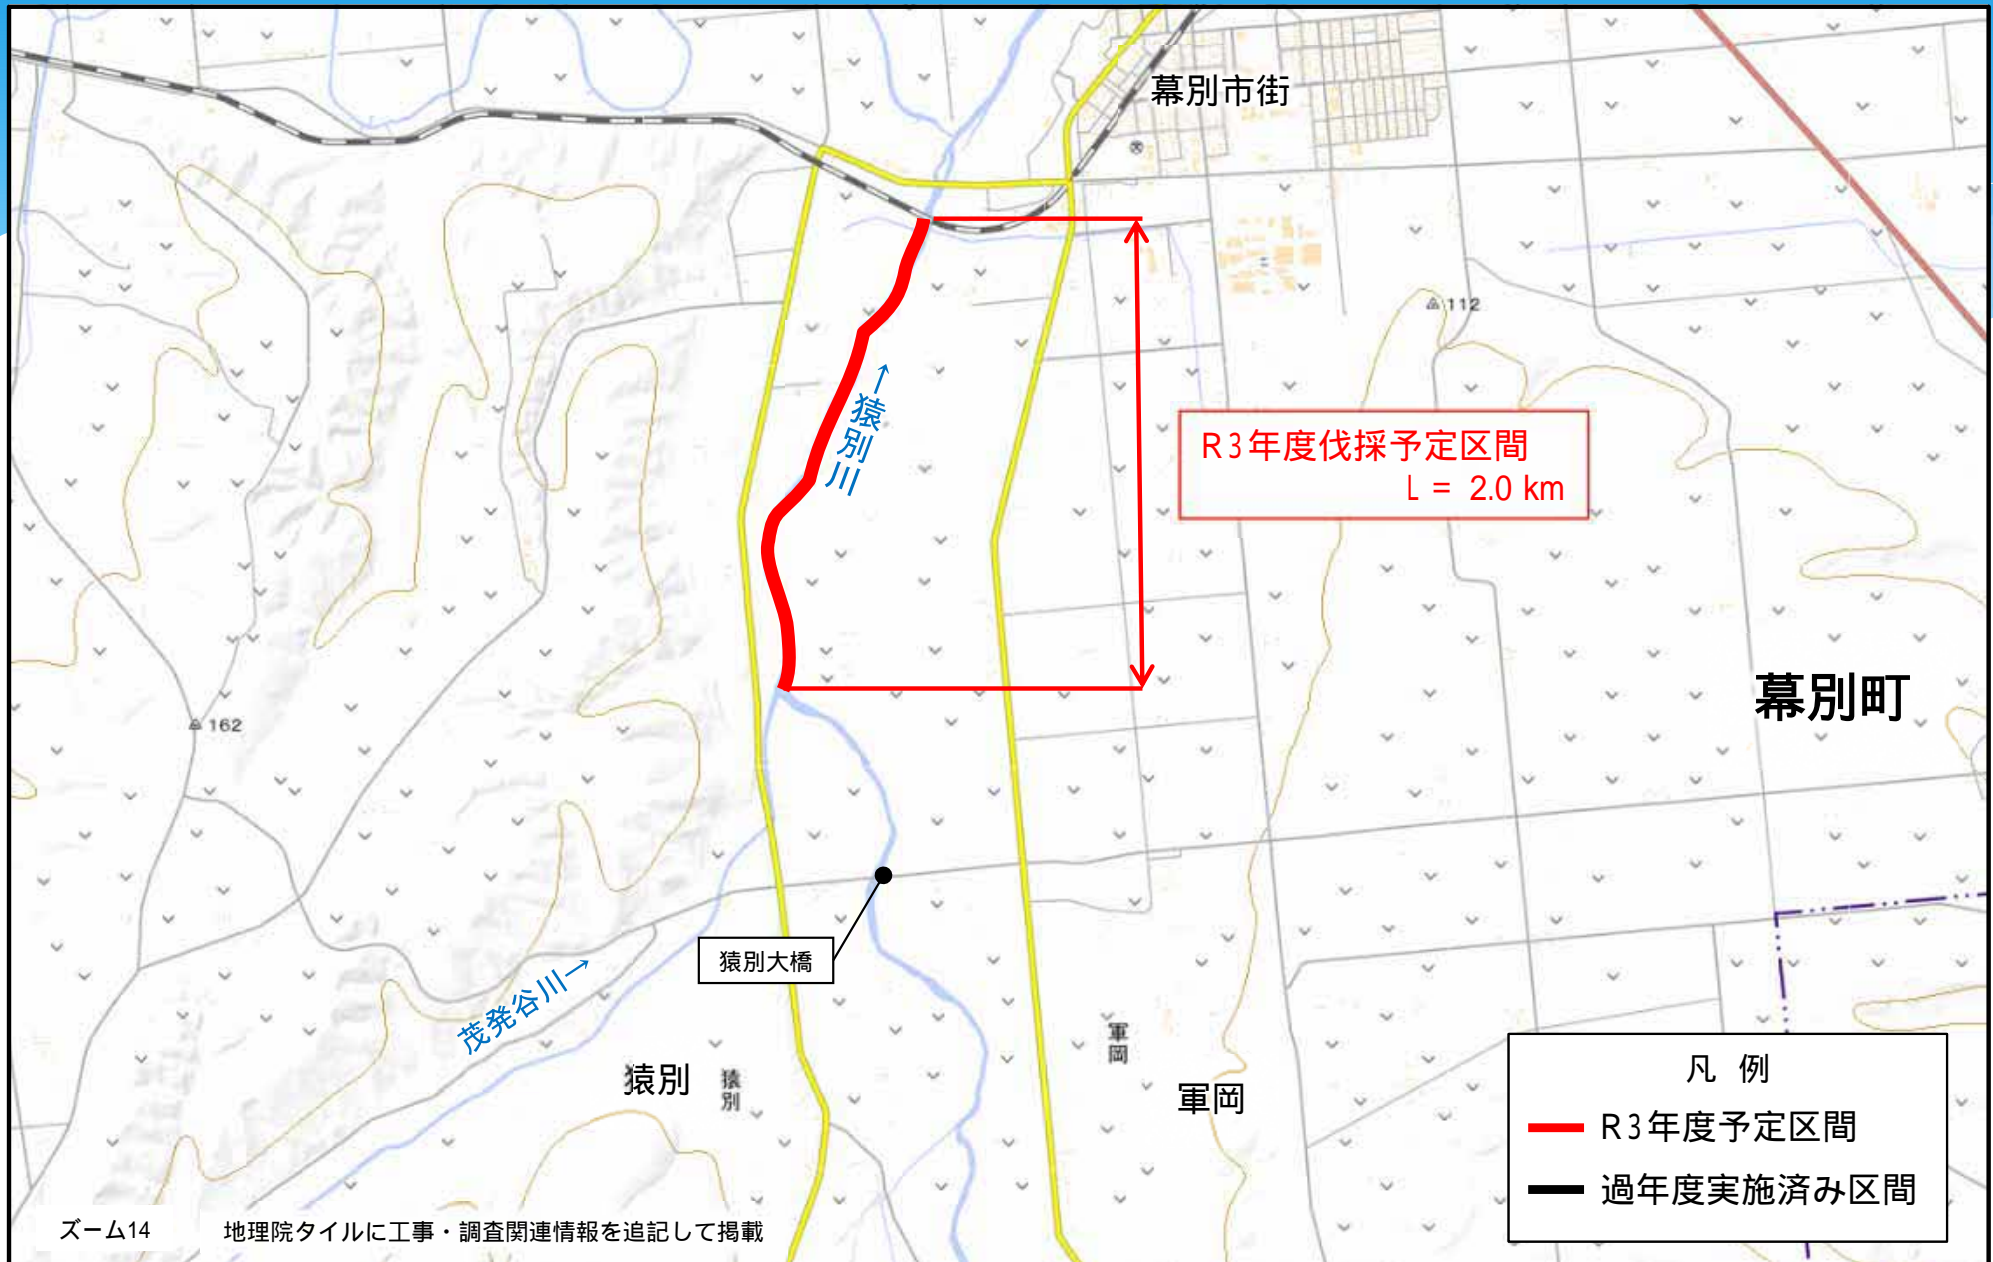 幕別市街
112
→猿別川
R3年度伐採予定区間
L = 2.0 km
幕別町
162
猿別大橋
茂発谷川→
軍岡
猿別
猿別
軍岡
凡 例
R3年度予定区間
過年度実施済み区間
ズーム14
地理院タイルに工事・調査関連情報を追記して掲載